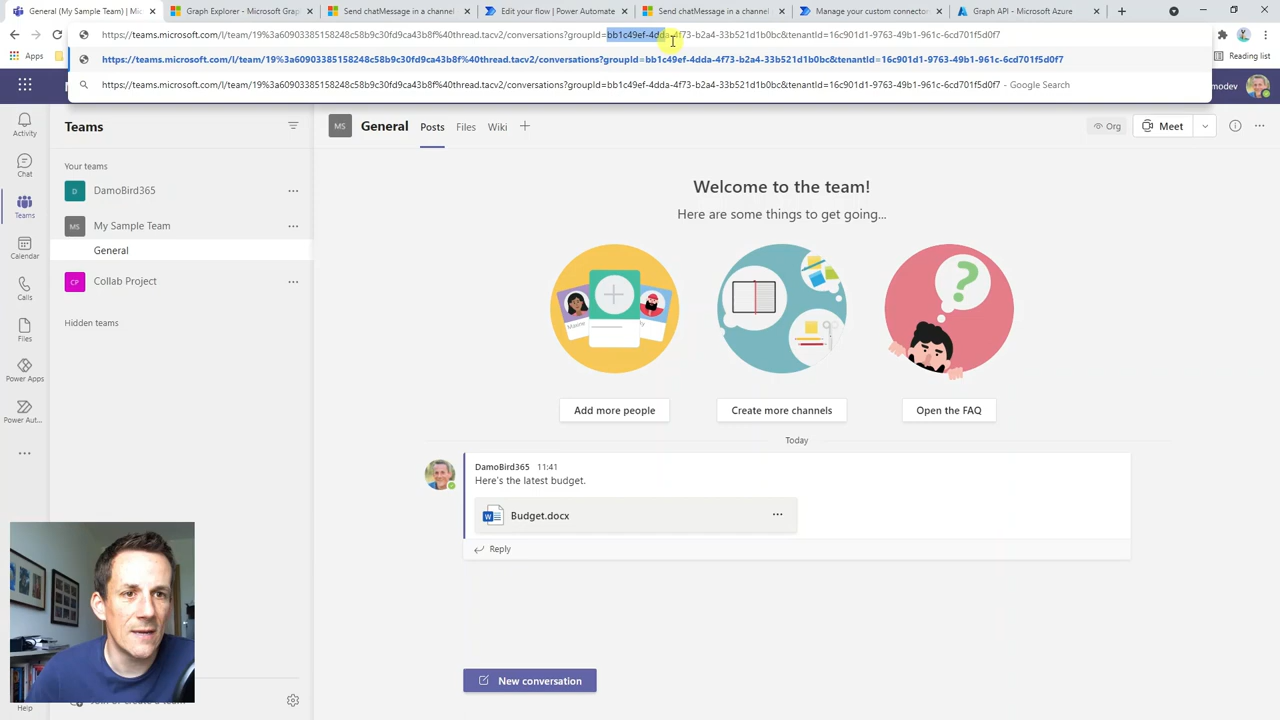 General (My Sample Team) | Micros
Graph Explorer - Microsoft Graph
Send chatMessage in a channel
Edit your flow | Power Automate
Send chatMessage in a channel
Manage your custom connectors
Graph API - Microsoft Azure
https://teams.microsoft.com/l/team/19%3a60903385158248c58b9c30fd9ca43b8f%40thread.tacv2/conversations?groupId=bb1c49ef-4dda-4f73-b2a4-33b521d1b0bc&tenantId=16c901d1-9763-49b1-961c-6cd701f5d0f7
Apps
https://teams.microsoft.com/l/team/19%3a60903385158248c58b9c30fd9ca43b8f%40thread.tacv2/conversations?groupId=bb1c49ef-4dda-4f73-b2a4-33b521d1b0bc&tenantId=16c901d1-9763-49b1-961c-6cd701f5d0f7
Reading list
https://teams.microsoft.com/l/team/19%3a60903385158248c58b9c30fd9ca43b8f%40thread.tacv2/conversations?groupId=bb1c49ef-4dda-4f73-b2a4-33b521d1b0bc&tenantId=16c901d1-9763-49b1-961c-6cd701f5d0f7 - Google Search
modev
Activity
Chat
Teams
Calendar
Calls
Files
Power Apps
Power Aut...
Help
Teams
Your teams
D DamoBird365
MS My Sample Team
General
CP Collab Project
Hidden teams
MS General Posts Files Wiki
Org Meet
Welcome to the team!
Here are some things to get going...
Maxine
Add more people
Create more channels
?
Open the FAQ
Today
DamoBird365 11:41
Here's the latest budget.
W Budget.docx
Reply
New conversation